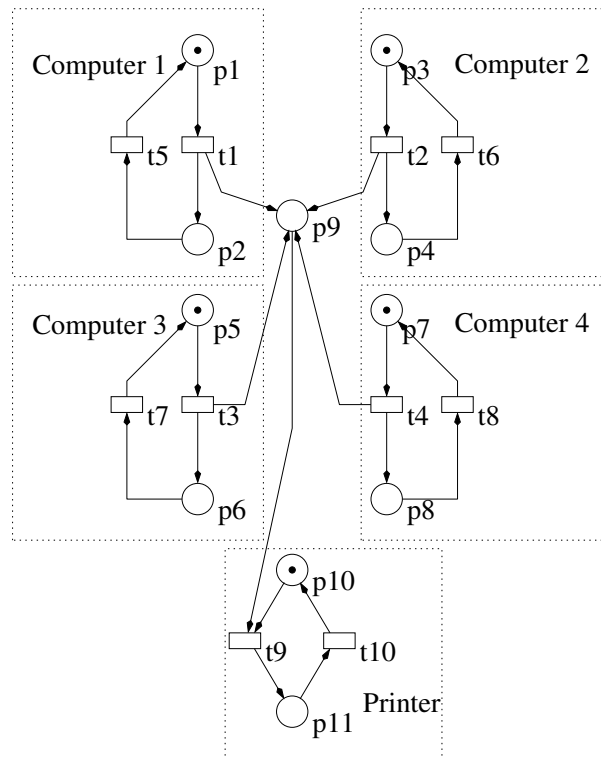 Computer 1
p1
t5
t1
p2
Computer 2
p3
t2
t6
p4
p9
Computer 3
p5
t7
t3
p6
Computer 4
p7
t4
t8
p8
p10
t9
t10
p11
Printer